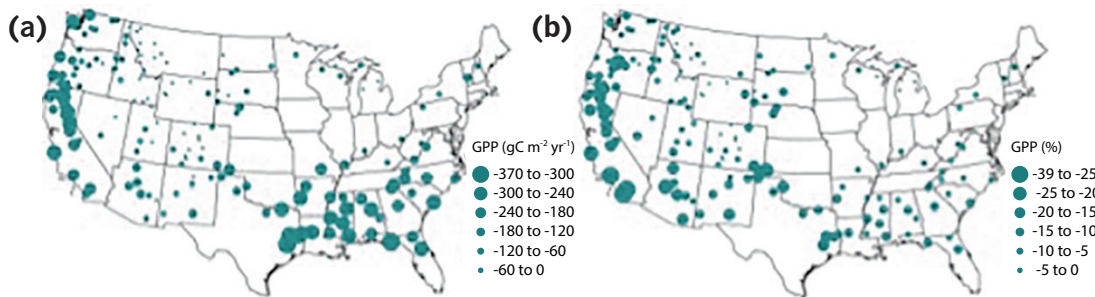 (a)
GPP (gC m⁻² yr⁻¹)
-370 to -300
-300 to -240
-240 to -180
-180 to -120
-120 to -60
-60 to 0
(b)
GPP (%)
-39 to -25
-25 to -20
-20 to -15
-15 to -10
-10 to -5
-5 to 0